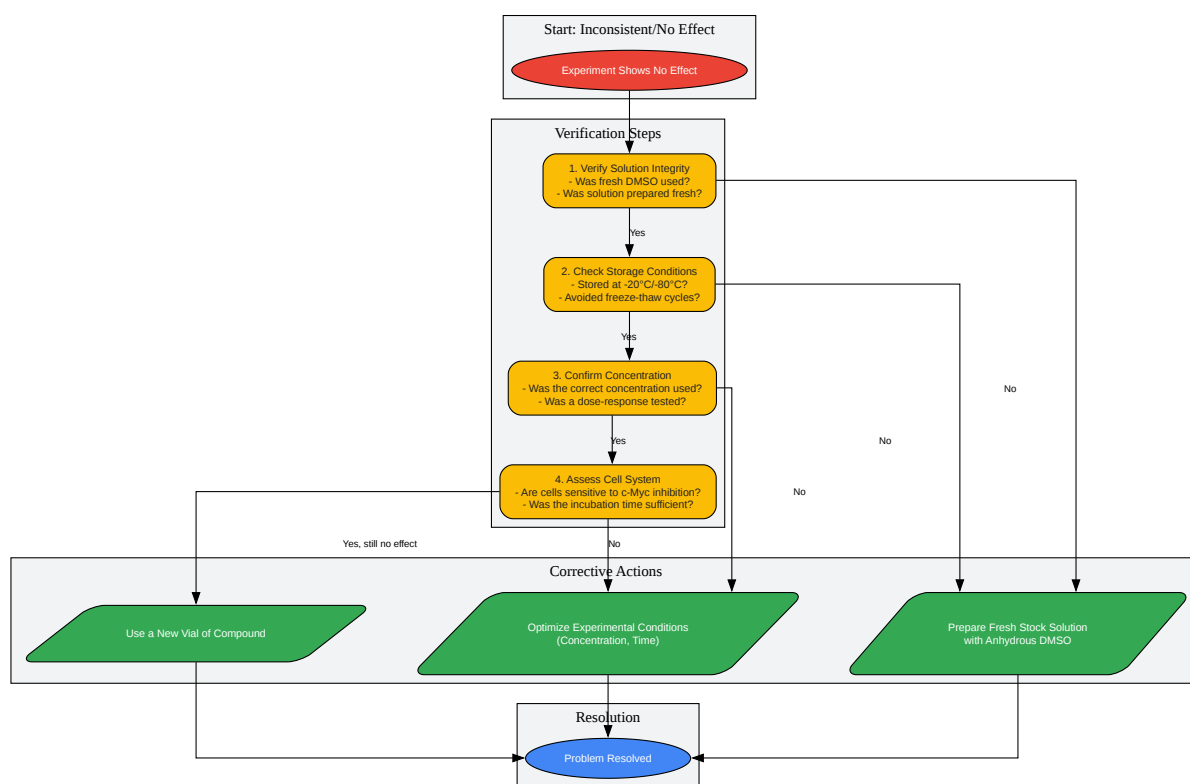 Start: Inconsistent/No Effect
Experiment Shows No Effect
Verification Steps
1. Verify Solution Integrity
- Was fresh DMSO used?
- Was solution prepared fresh?
Yes
2. Check Storage Conditions
- Stored at -20°C/-80°C?
- Avoided freeze-thaw cycles?
Yes
3. Confirm Concentration
- Was the correct concentration used?
- Was a dose-response tested?
No
Yes
No
4. Assess Cell System
- Are cells sensitive to c-Myc inhibition?
- Was the incubation time sufficient?
No
Yes, still no effect
No
Corrective Actions
Use a New Vial of Compound
Optimize Experimental Conditions
(Concentration, Time)
Prepare Fresh Stock Solution
with Anhydrous DMSO
Resolution
Problem Resolved